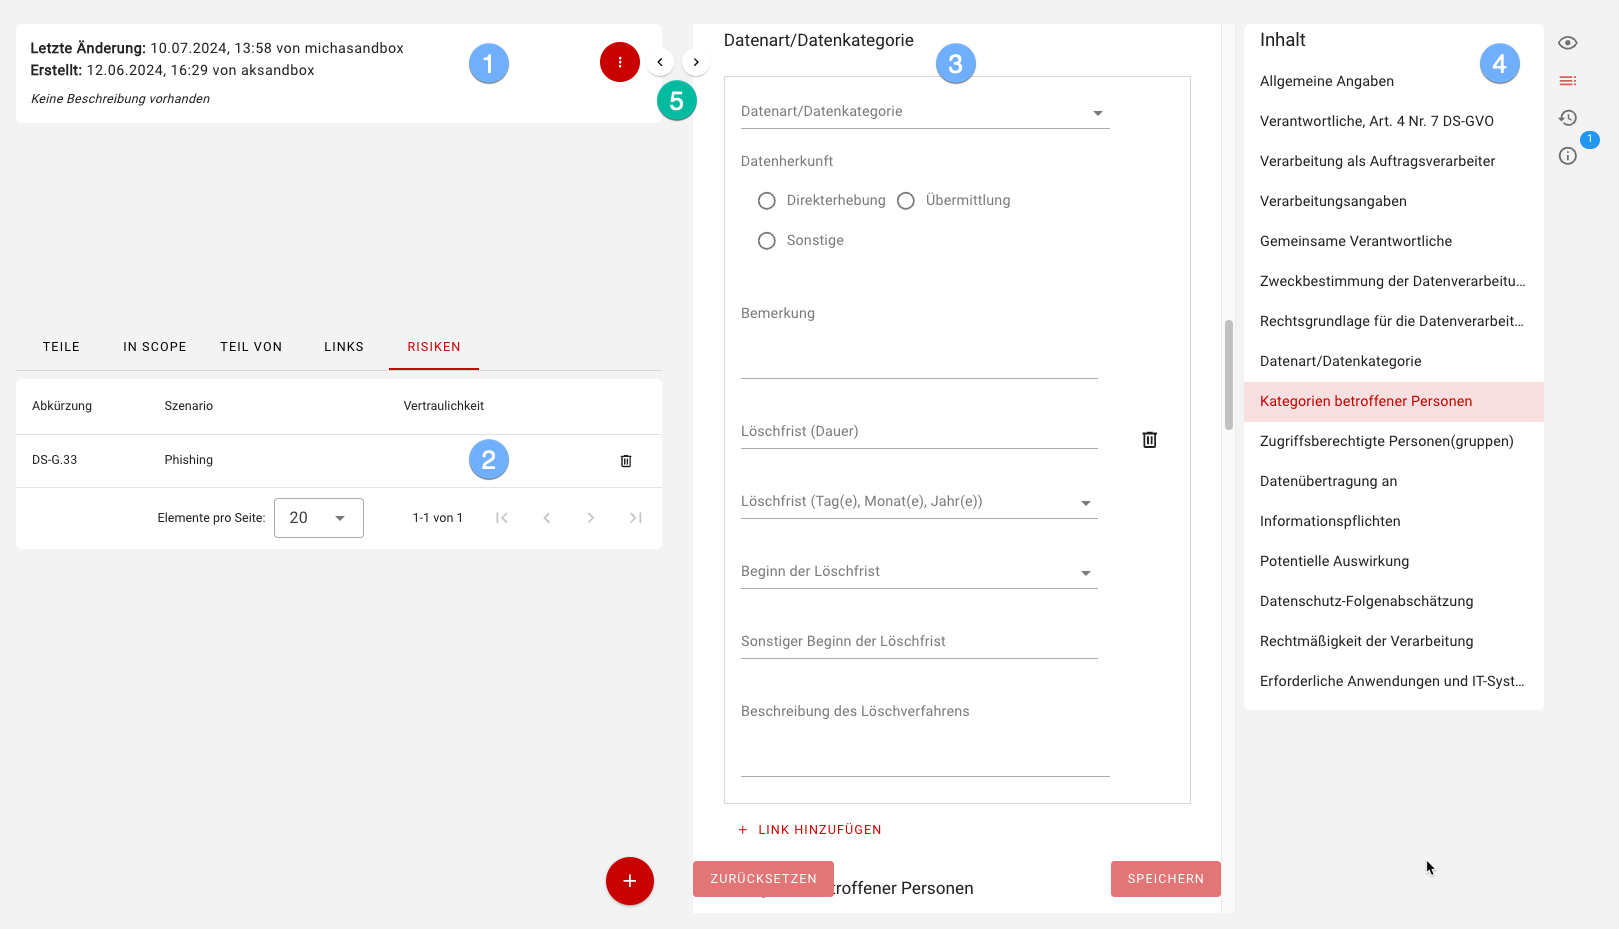 Letzte Änderung: 10.07.2024, 13:58 von michasandbox
Erstellt: 12.06.2024, 16:29 von aksandbox
Keine Beschreibung vorhanden
1
5
TEILE IN SCOPE TEIL VON LINKS RISIKEN
Abkürzung Szenario Vertraulichkeit
DS-G.33 Phishing
2
Elemente pro Seite: 20 1-1 von 1
Datenart/Datenkategorie
3
Datenart/Datenkategorie
Datenherkunft
Direkterhebung Übermittlung
Sonstige
Bemerkung
Löschfrist (Dauer)
Löschfrist (Tag(e), Monat(e), Jahr(e))
Beginn der Löschfrist
Sonstiger Beginn der Löschfrist
Beschreibung des Löschverfahrens
+ LINK HINZUFÜGEN
ZURÜCKSETZEN troffener Personen SPEICHERN
Inhalt
4
Allgemeine Angaben
Verantwortliche, Art. 4 Nr. 7 DS-GVO
Verarbeitung als Auftragsverarbeiter
Verarbeitungsangaben
Gemeinsame Verantwortliche
Zweckbestimmung der Datenverarbeitu...
Rechtsgrundlage für die Datenverarbeit...
Datenart/Datenkategorie
Kategorien betroffener Personen
Zugriffsberechtigte Personen(gruppen)
Datenübertragung an
Informationspflichten
Potentielle Auswirkung
Datenschutz-Folgenabschätzung
Rechtmäßigkeit der Verarbeitung
Erforderliche Anwendungen und IT-Syst...
1